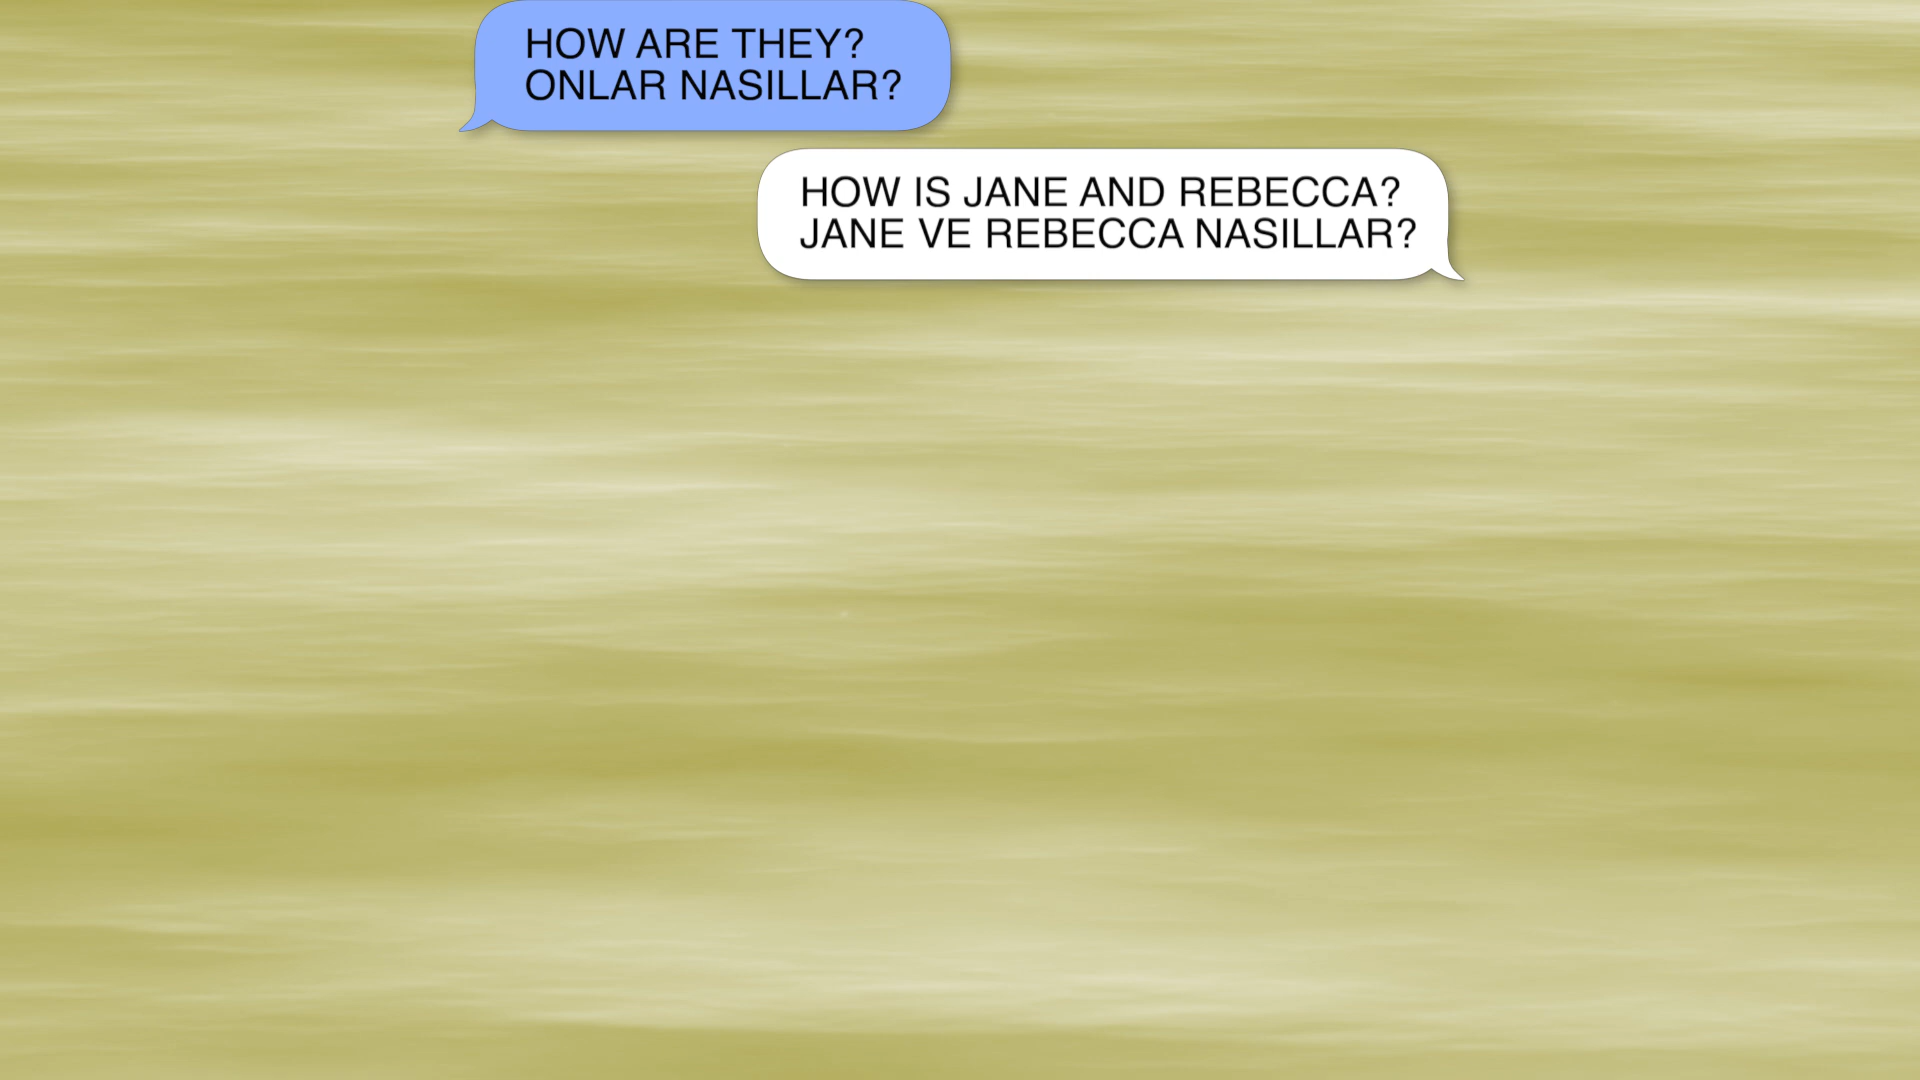 HOW ARE THEY?
ONLAR NASILLAR?
HOW IS JANE AND REBECCA?
JANE VE REBECCA NASILLAR?